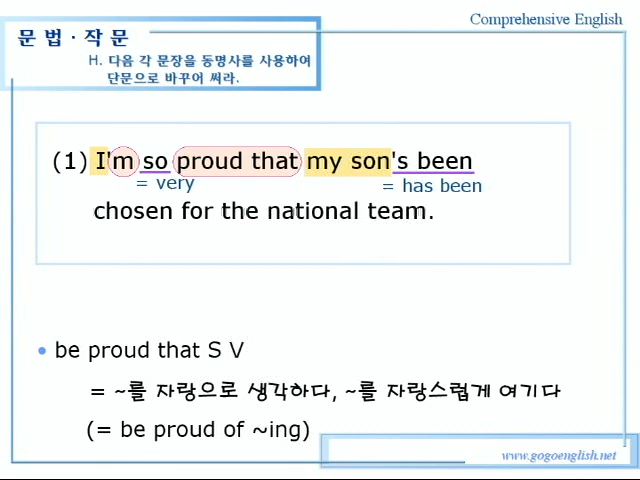 Comprehensive English
문 법 · 작 문
H. 다음 각 문장을 동명사를 사용하여
단문으로 바꾸어 써라.
(1) I'm so proud that my son's been
= very
= has been
chosen for the national team.
• be proud that S V
= ~를 자랑으로 생각하다, ~를 자랑스럽게 여기다
(= be proud of ~ing)
www.gogoenglish.net